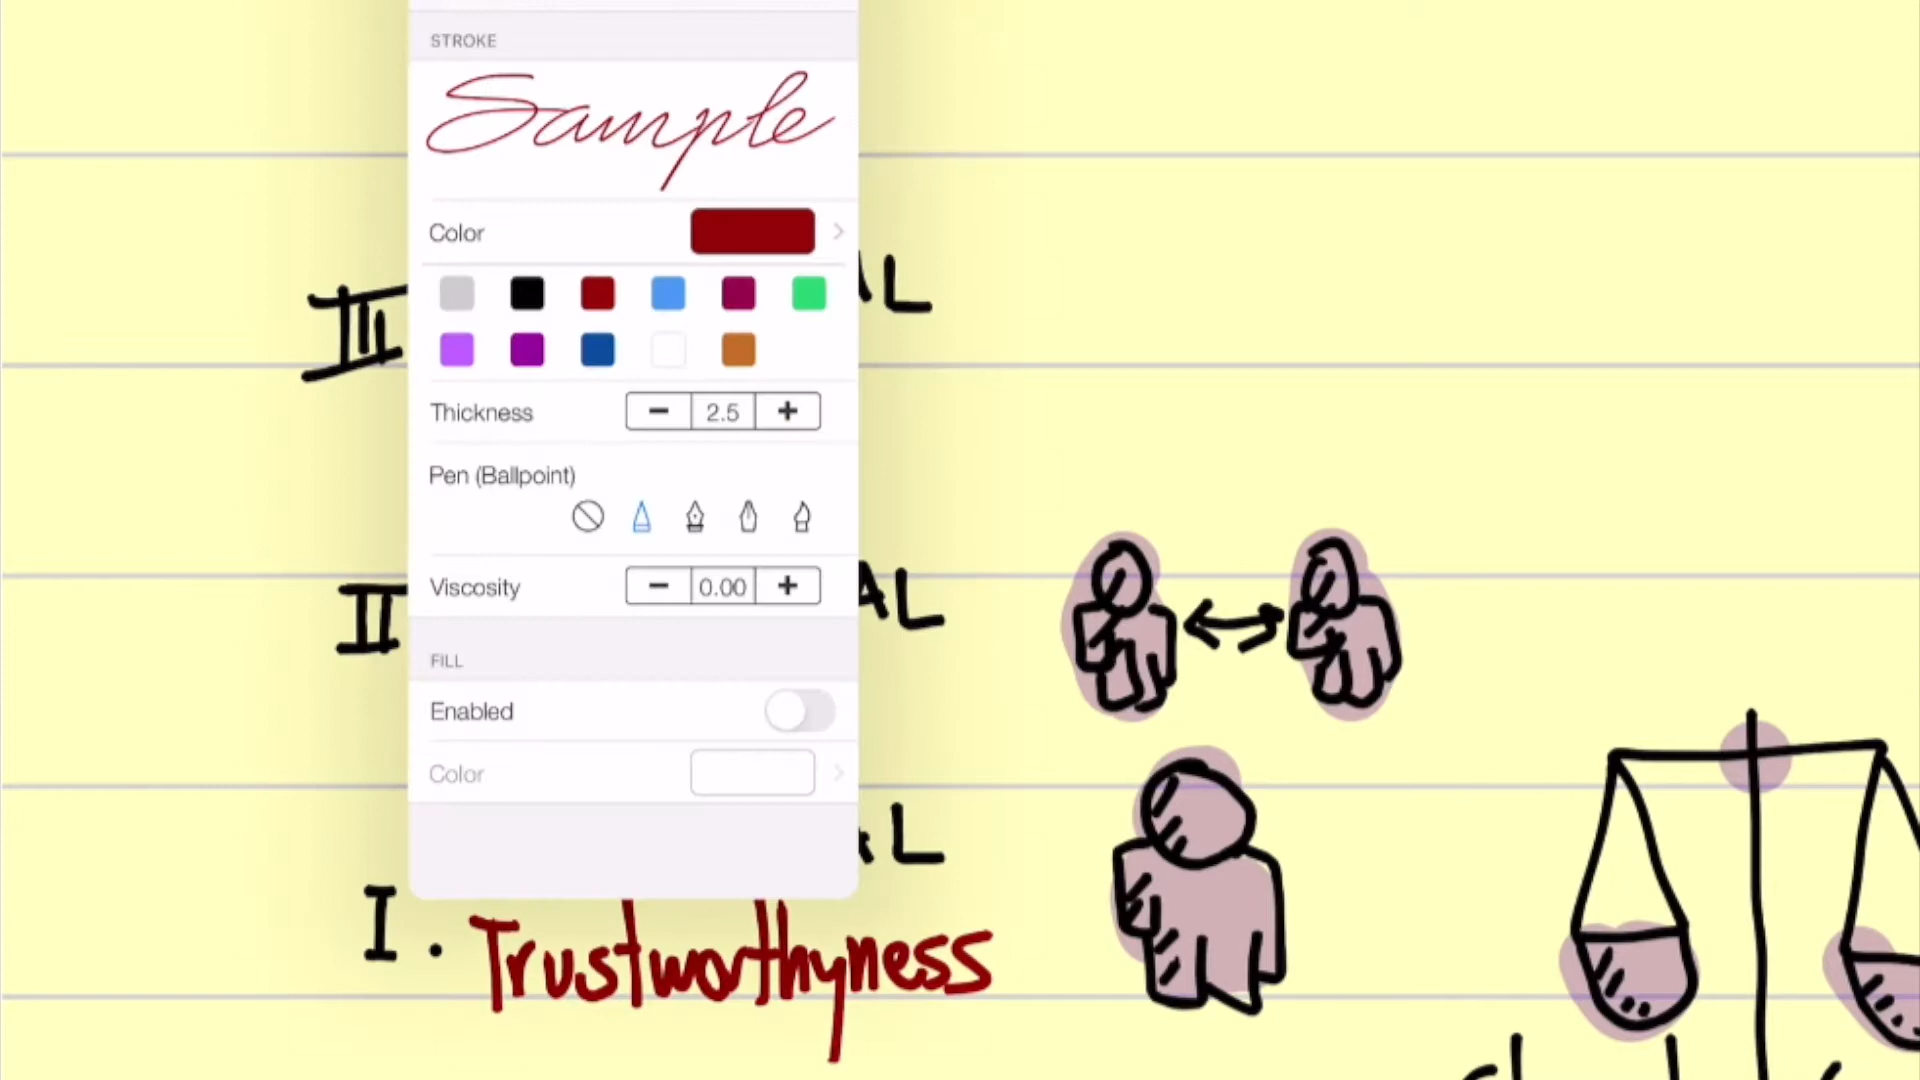 STROKE
Sample
Color
III
AL
Thickness
2.5
Pen (Ballpoint)
Viscosity
0.00
II
AL
FILL
Enabled
Color
AL
I. Trustworthyness